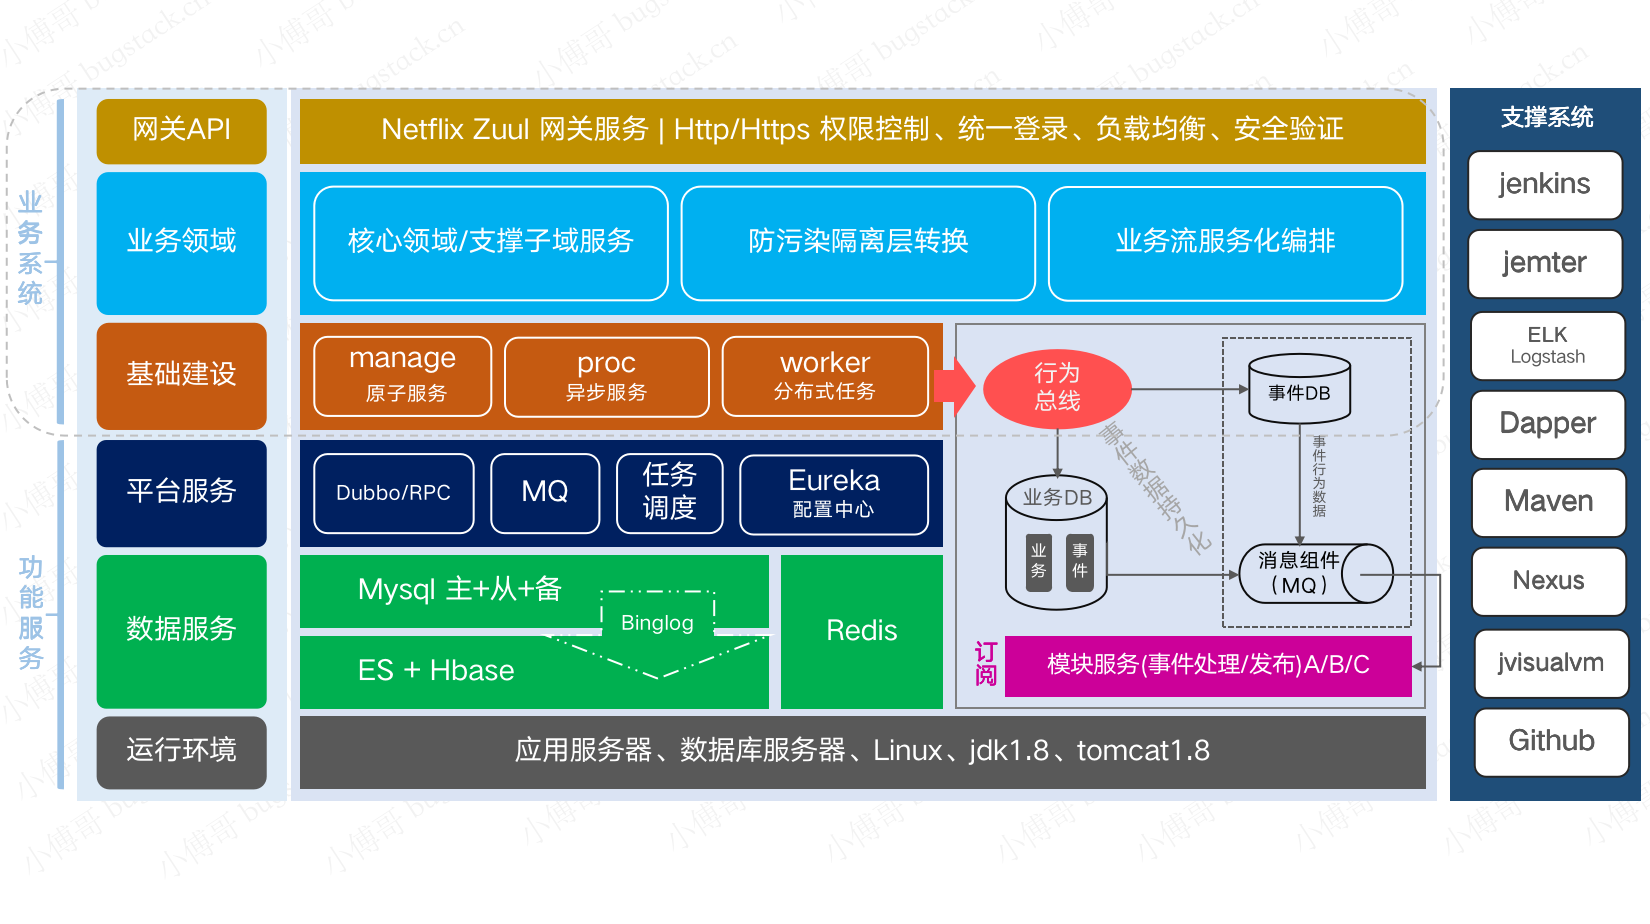 业务系统
功能服务
网关API
Netflix Zuul 网关服务 | Http/Https 权限控制、统一登录、负载均衡、安全验证
业务领域
核心领域/支撑子域服务
防污染隔离层转换
业务流服务化编排
基础建设
manage
原子服务
proc
异步服务
worker
分布式任务
行为
总线
事件DB
事件数据持久化
事件行为数据
业务DB
业务
事件
消息组件
（MQ）
订阅
模块服务(事件处理/发布)A/B/C
平台服务
Dubbo/RPC
MQ
任务
调度
Eureka
配置中心
数据服务
Mysql 主+从+备
Binglog
ES + Hbase
Redis
运行环境
应用服务器、数据库服务器、Linux、jdk1.8、tomcat1.8
支撑系统
jenkins
jemter
ELK
Logstash
Dapper
Maven
Nexus
jvisualvm
Github
小傅哥 bugstack.cn